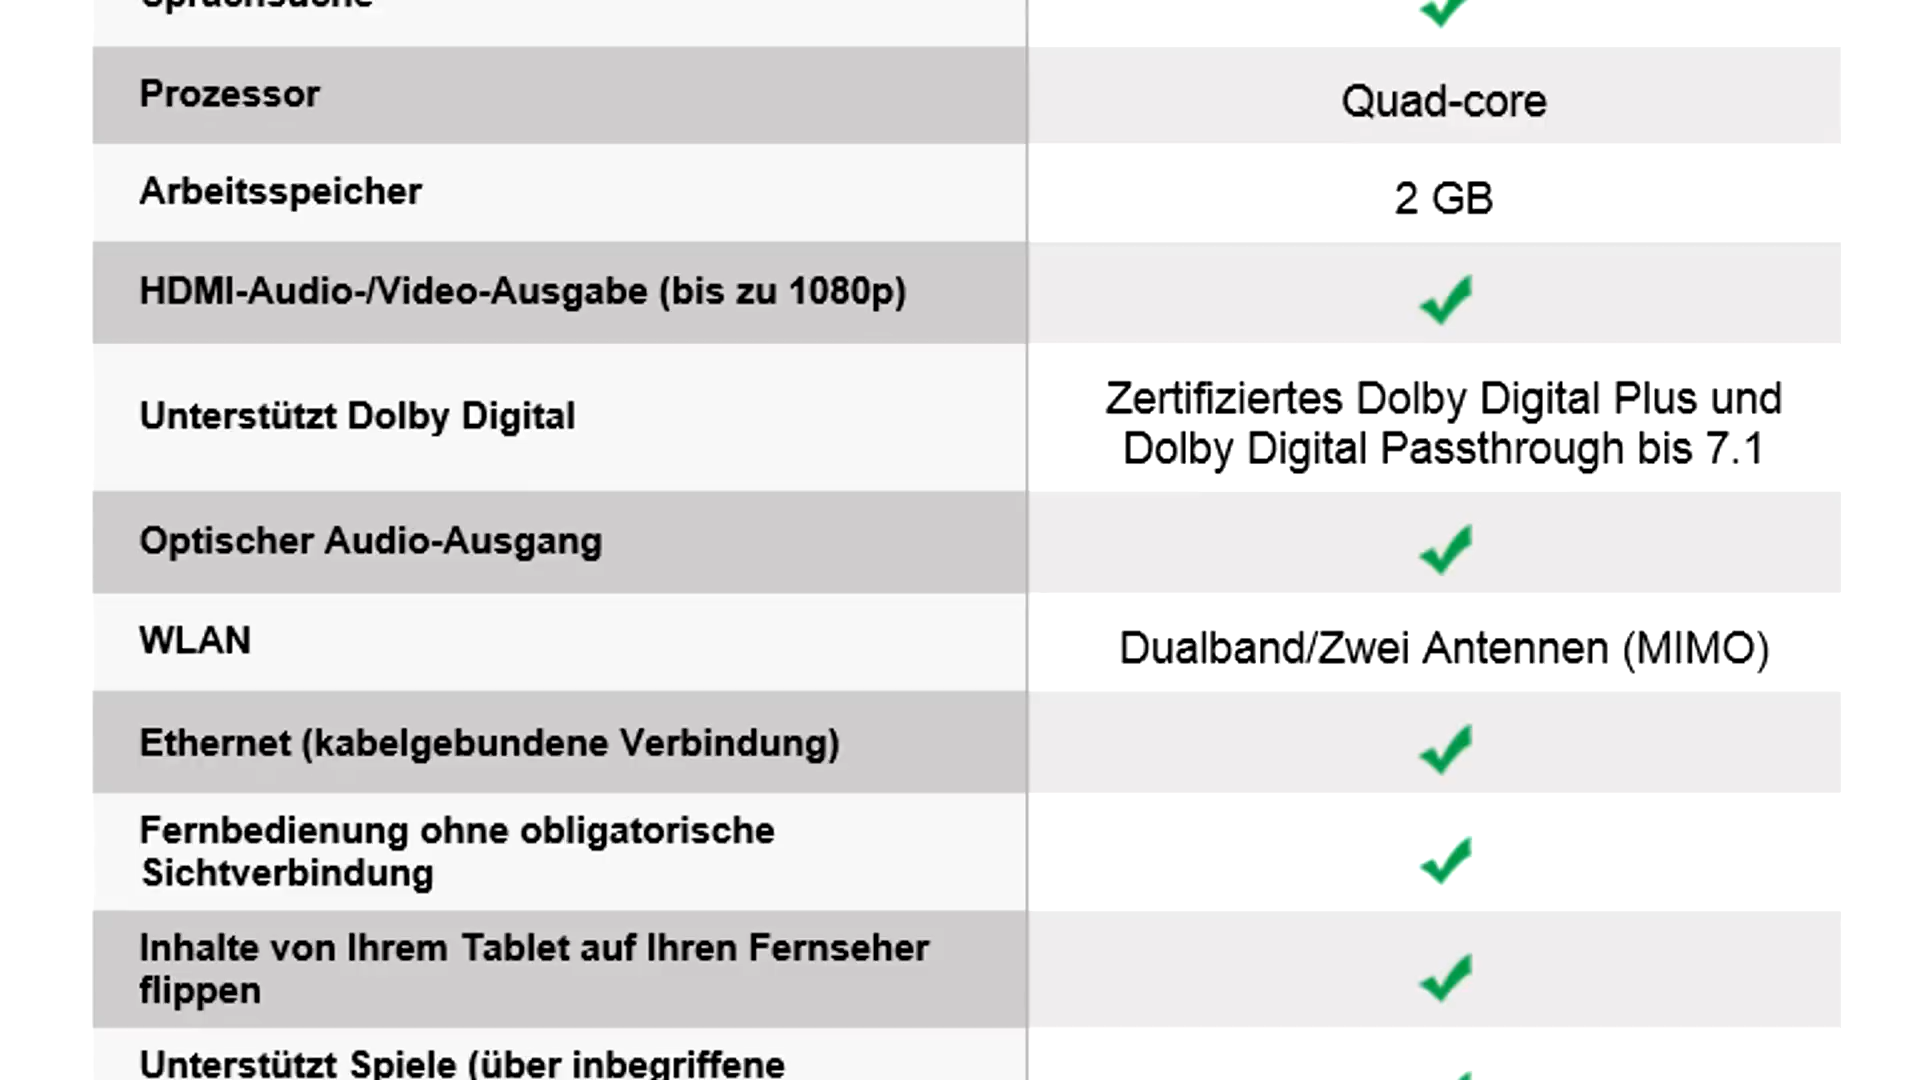 Sprachsuche
Prozessor
Quad-core
Arbeitsspeicher
2 GB
HDMI-Audio-/Video-Ausgabe (bis zu 1080p)
Unterstützt Dolby Digital
Zertifiziertes Dolby Digital Plus und
Dolby Digital Passthrough bis 7.1
Optischer Audio-Ausgang
WLAN
Dualband/Zwei Antennen (MIMO)
Ethernet (kabelgebundene Verbindung)
Fernbedienung ohne obligatorische
Sichtverbindung
Inhalte von Ihrem Tablet auf Ihren Fernseher
flippen
Unterstützt Spiele (über inbegriffene